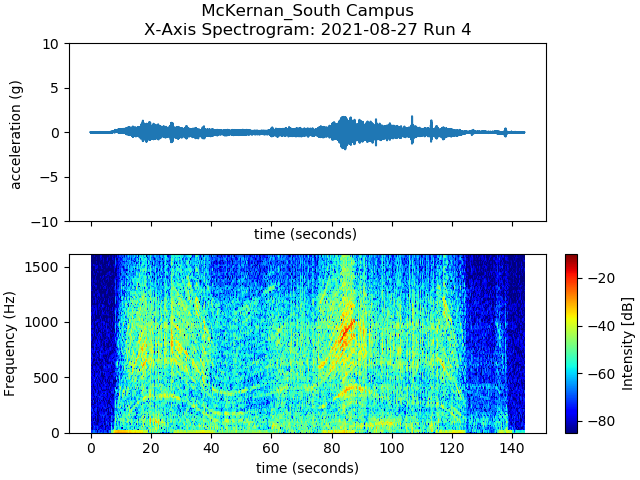 McKernan_South Campus
X-Axis Spectrogram: 2021-08-27 Run 4
10
5
0
−5
−10
acceleration (g)
time (seconds)
1500
1000
500
0
Frequency (Hz)
0 20 40 60 80 100 120 140
time (seconds)
−20
−40
−60
−80
Intensity [dB]